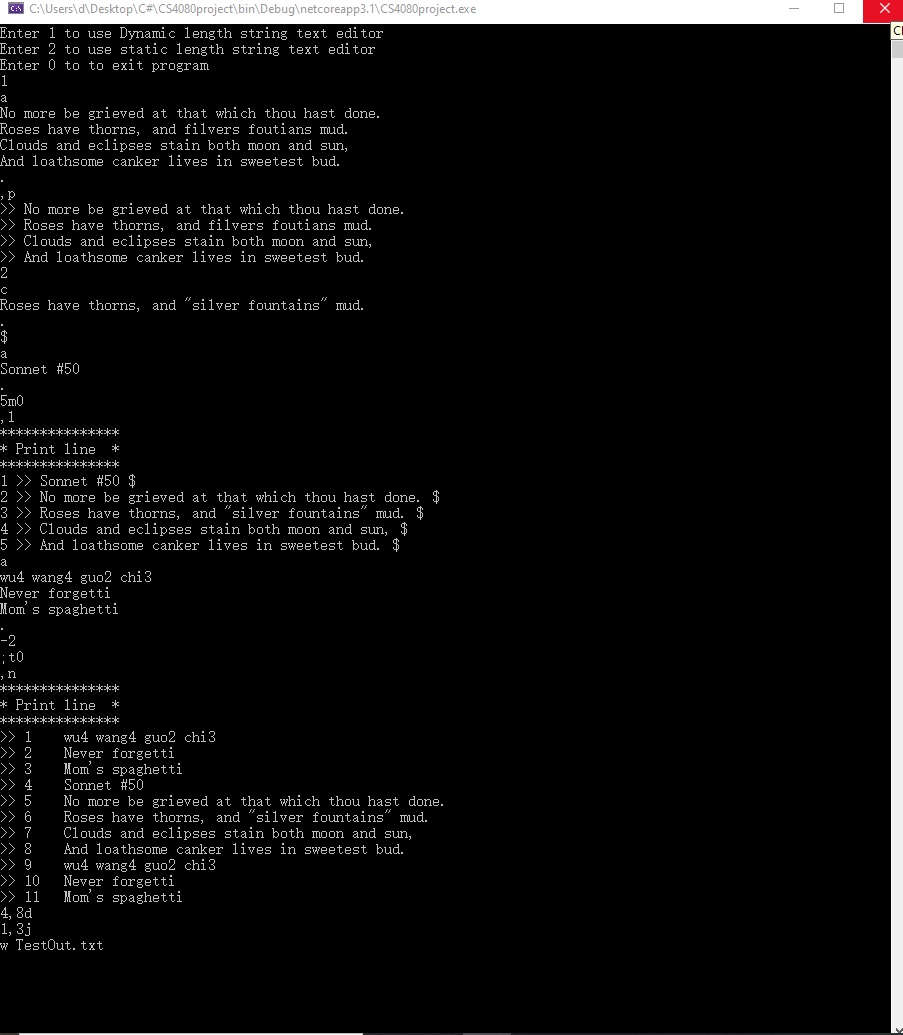 C:\Users\d\Desktop\C#\CS4080project\bin\Debug\netcoreapp3.1\CS4080project.exe
Enter 1 to use Dynamic length string text editor
Enter 2 to use static length string text editor
Enter 0 to to exit program
1
a
No more be grieved at that which thou hast done.
Roses have thorns, and filvers foutians mud.
Clouds and eclipses stain both moon and sun,
And loathsome canker lives in sweetest bud.
.
,p
>> No more be grieved at that which thou hast done.
>> Roses have thorns, and filvers foutians mud.
>> Clouds and eclipses stain both moon and sun,
>> And loathsome canker lives in sweetest bud.
2
c
Roses have thorns, and "silver fountains" mud.
.
$
a
Sonnet #50
.
5m0
,l
***************
* Print line  *
***************
1 >> Sonnet #50 $
2 >> No more be grieved at that which thou hast done. $
3 >> Roses have thorns, and "silver fountains" mud. $
4 >> Clouds and eclipses stain both moon and sun, $
5 >> And loathsome canker lives in sweetest bud. $
a
wu4 wang4 guo2 chi3
Never forgetti
Mom's spaghetti
.
-2
;t0
,n
***************
* Print line  *
***************
>> 1    wu4 wang4 guo2 chi3
>> 2    Never forgetti
>> 3    Mom's spaghetti
>> 4    Sonnet #50
>> 5    No more be grieved at that which thou hast done.
>> 6    Roses have thorns, and "silver fountains" mud.
>> 7    Clouds and eclipses stain both moon and sun,
>> 8    And loathsome canker lives in sweetest bud.
>> 9    wu4 wang4 guo2 chi3
>> 10   Never forgetti
>> 11   Mom's spaghetti
4,8d
1,3j
w TestOut.txt